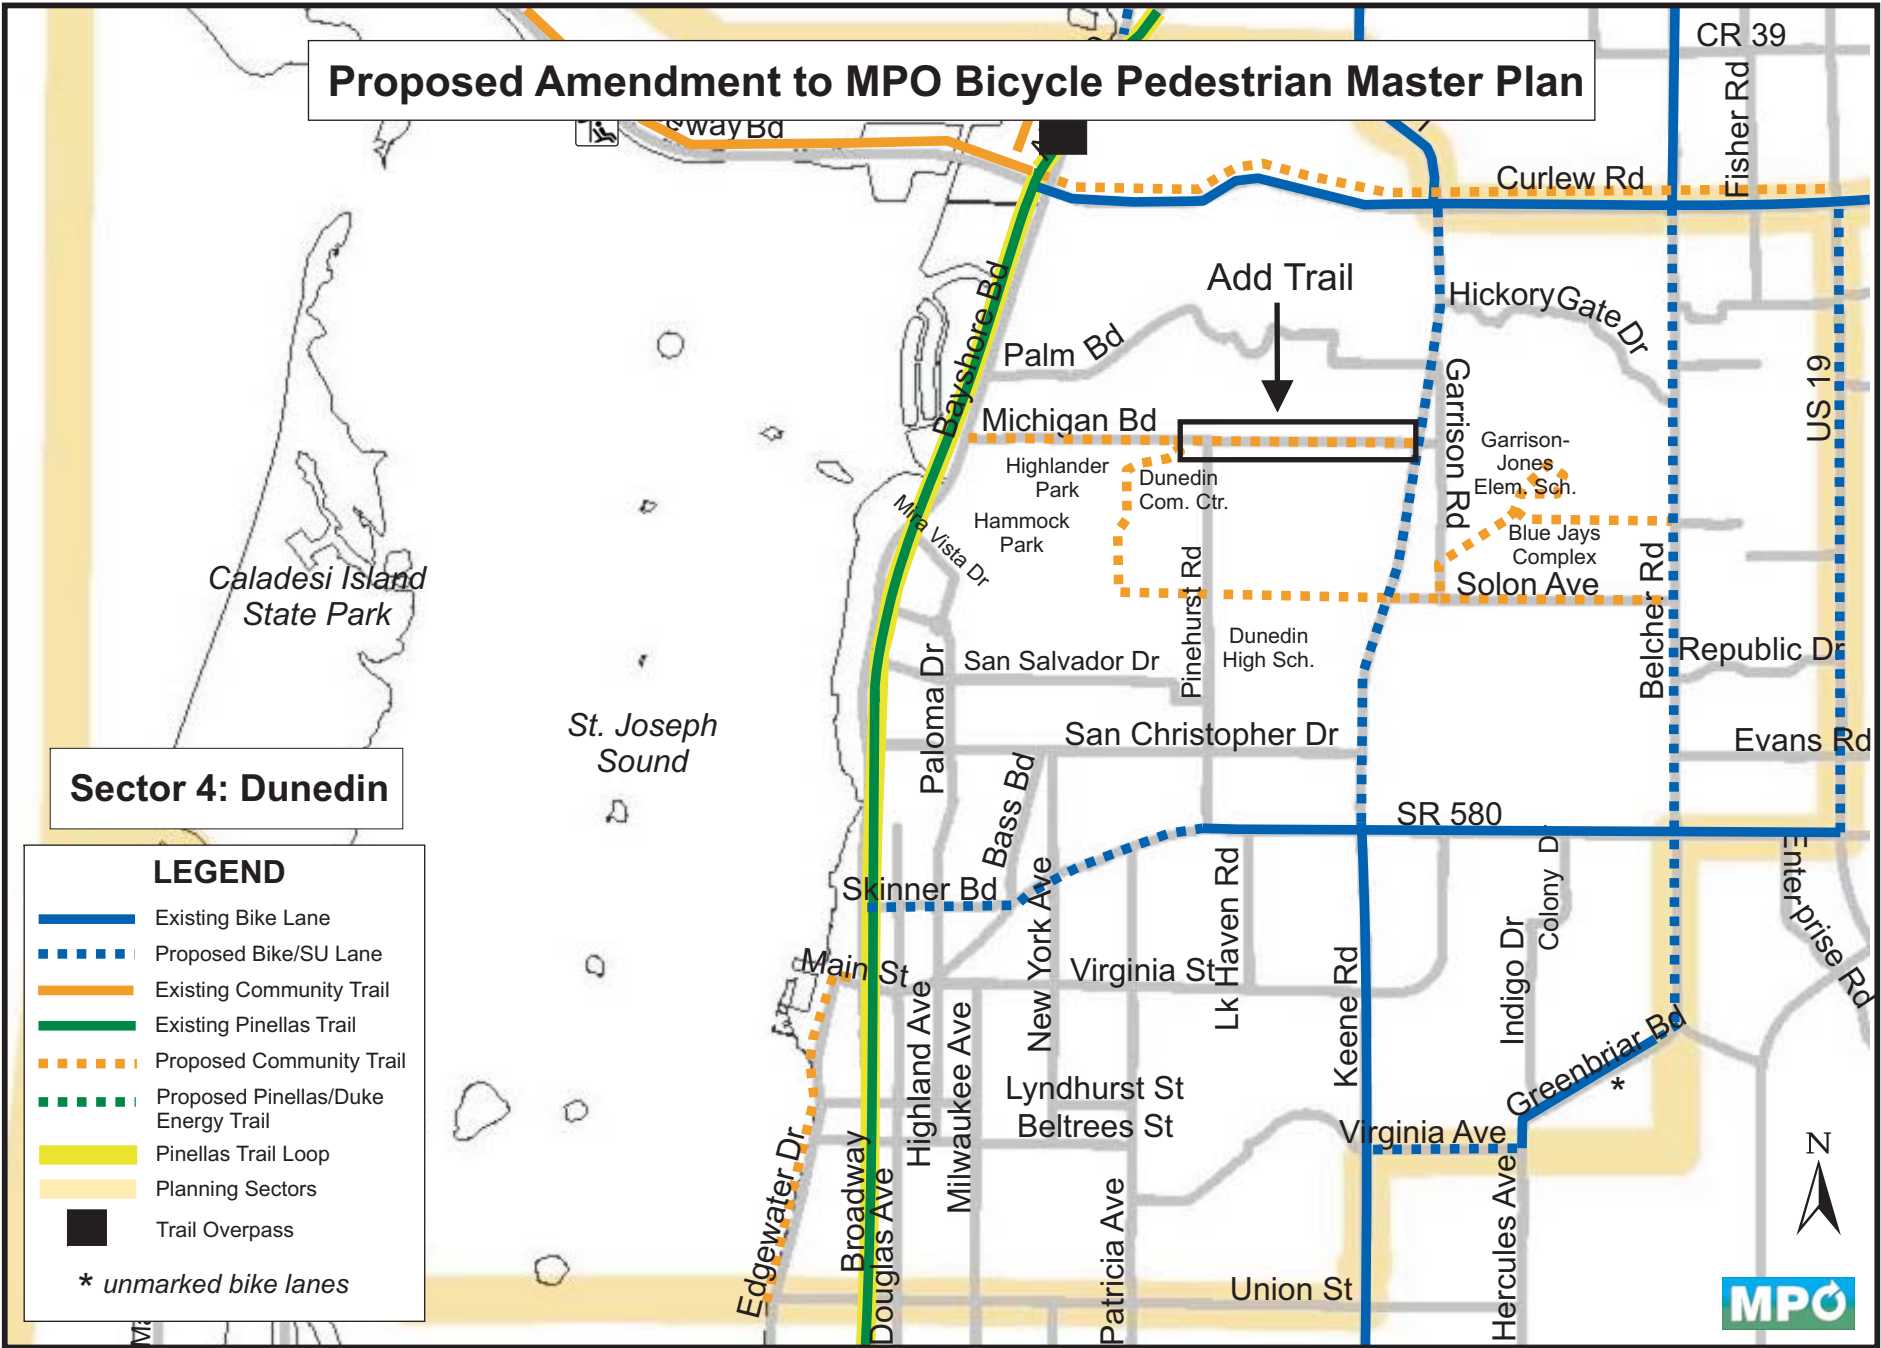 Proposed Amendment to MPO Bicycle Pedestrian Master Plan
CR 39
Fisher Rd
Curlew Rd
Add Trail
Hickory Gate Dr
Bayshore Bd
Palm Bd
US 19
Michigan Bd
Garrison Rd
Garrison-
Jones
Elem. Sch.
Highlander
Park
Dunedin
Com. Ctr.
Hammock
Park
Mira Vista Dr
Blue Jays
Complex
Solon Ave
Belcher Rd
Caladesi Island
State Park
Pinehurst Rd
Dunedin
High Sch.
Republic Dr
San Salvador Dr
Paloma Dr
St. Joseph
Sound
San Christopher Dr
Evans Rd
Sector 4: Dunedin
Bass Bd
SR 580
Enterprise Rd
Colony D
Skinner Bd
New York Ave
Lk Haven Rd
Indigo Dr
Main St
Virginia St
Keene Rd
Highland Ave
Milwaukee Ave
Greenbriar Bd
*
Lyndhurst St
Beltrees St
Virginia Ave
Edgewater Dr
Broadway
Douglas Ave
Patricia Ave
Hercules Ave
Union St
N
MPO
LEGEND
Existing Bike Lane
Proposed Bike/SU Lane
Existing Community Trail
Existing Pinellas Trail
Proposed Community Trail
Proposed Pinellas/Duke
Energy Trail
Pinellas Trail Loop
Planning Sectors
Trail Overpass
* unmarked bike lanes